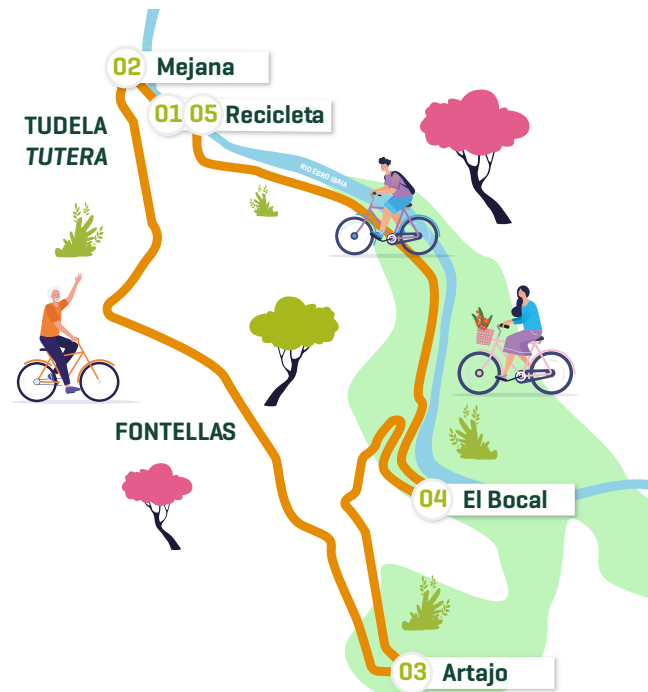 02 Mejana
01 05 Recicleta
TUDELA
TUTERA
RIO EBRO IBAIA
FONTELLAS
04 El Bocal
03 Artajo